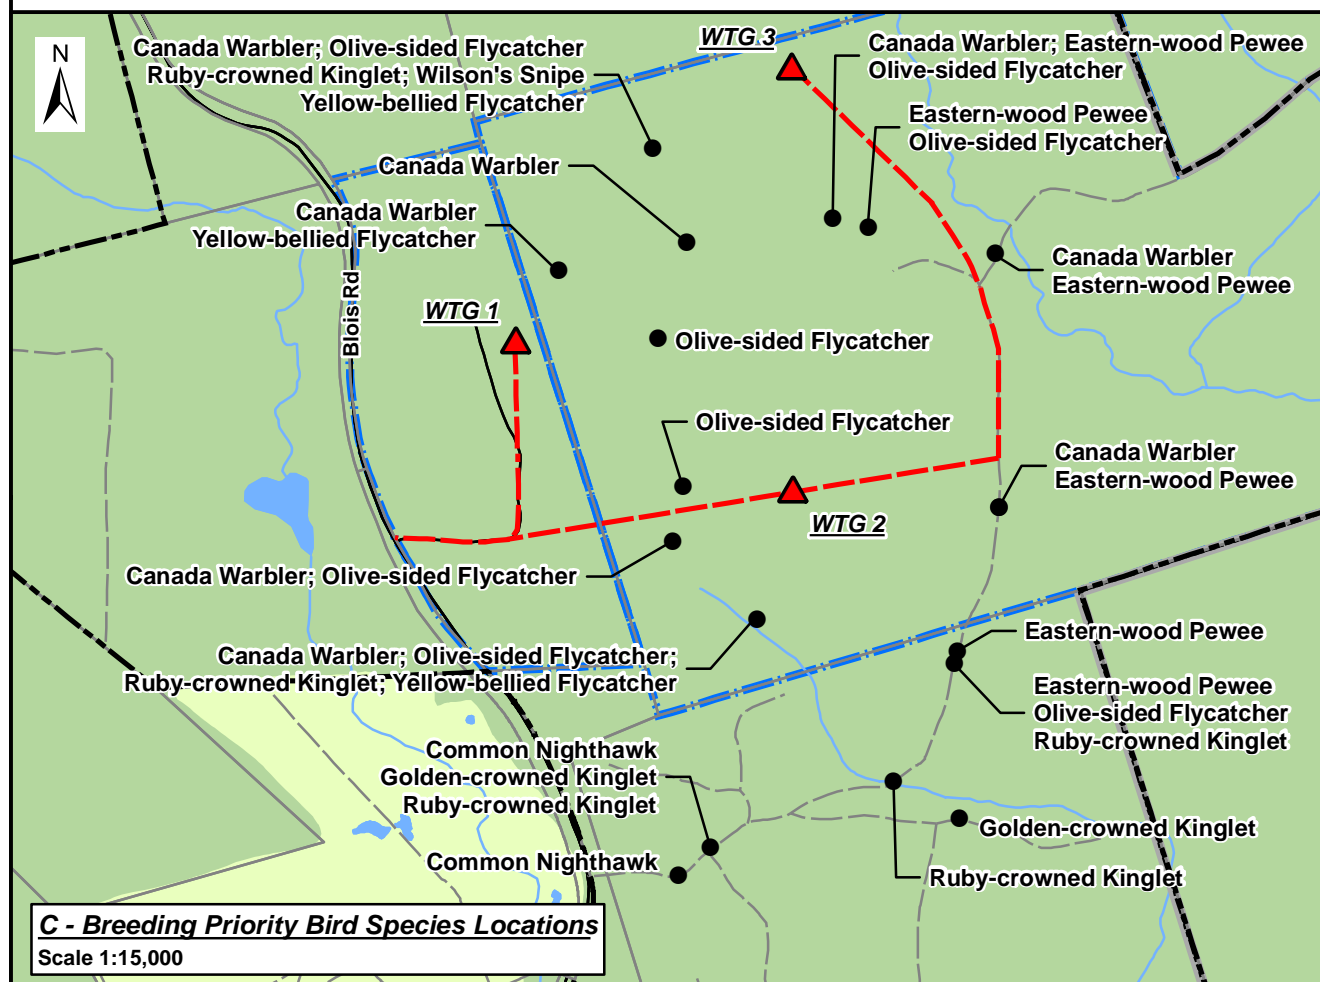 N
Canada Warbler; Olive-sided Flycatcher
Ruby-crowned Kinglet; Wilson's Snipe
Yellow-bellied Flycatcher
WTG 3
Canada Warbler; Eastern-wood Pewee
Olive-sided Flycatcher
Eastern-wood Pewee
Olive-sided Flycatcher
Canada Warbler
Canada Warbler
Yellow-bellied Flycatcher
Canada Warbler
Eastern-wood Pewee
Blois Rd
WTG 1
Olive-sided Flycatcher
Olive-sided Flycatcher
Canada Warbler
Eastern-wood Pewee
WTG 2
Canada Warbler; Olive-sided Flycatcher
Canada Warbler; Olive-sided Flycatcher;
Ruby-crowned Kinglet; Yellow-bellied Flycatcher
Eastern-wood Pewee
Eastern-wood Pewee
Olive-sided Flycatcher
Ruby-crowned Kinglet
Common Nighthawk
Golden-crowned Kinglet
Ruby-crowned Kinglet
Golden-crowned Kinglet
Common Nighthawk
Ruby-crowned Kinglet
C - Breeding Priority Bird Species Locations
Scale 1:15,000